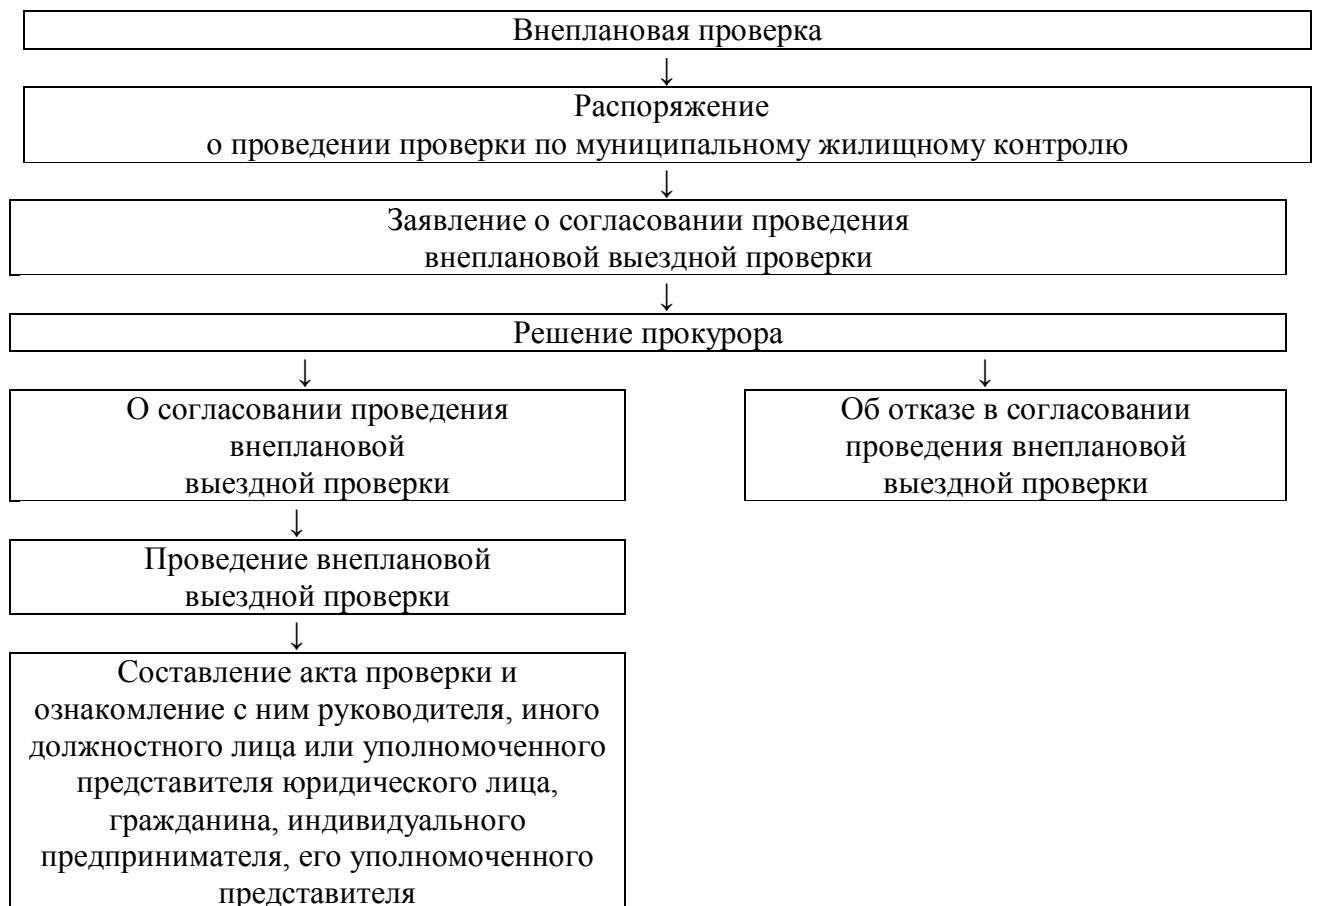 Внеплановая проверка
↓
Распоряжение
о проведении проверки по муниципальному жилищному контролю
↓
Заявление о согласовании проведения
внеплановой выездной проверки
↓
Решение прокурора
↓ ↓
О согласовании проведения
внеплановой
выездной проверки
Об отказе в согласовании
проведения внеплановой
выездной проверки
↓
Проведение внеплановой
выездной проверки
↓
Составление акта проверки и
ознакомление с ним руководителя, иного
должностного лица или уполномоченного
представителя юридического лица,
гражданина, индивидуального
предпринимателя, его уполномоченного
представителя